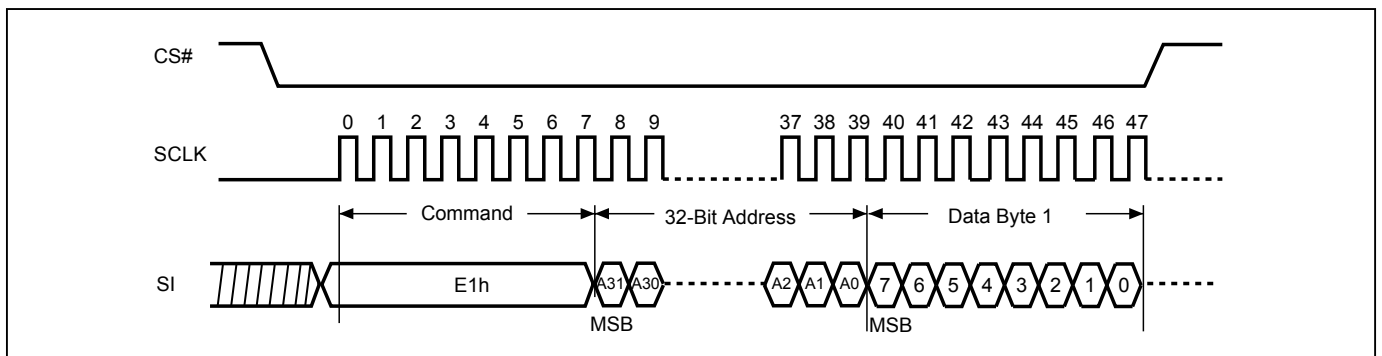 CS#
0 1 2 3 4 5 6 7 8 9 37 38 39 40 41 42 43 44 45 46 47
SCLK
Command 32-Bit Address Data Byte 1
SI E1h A31 A30 A2 A1 A0 7 6 5 4 3 2 1 0
MSB MSB